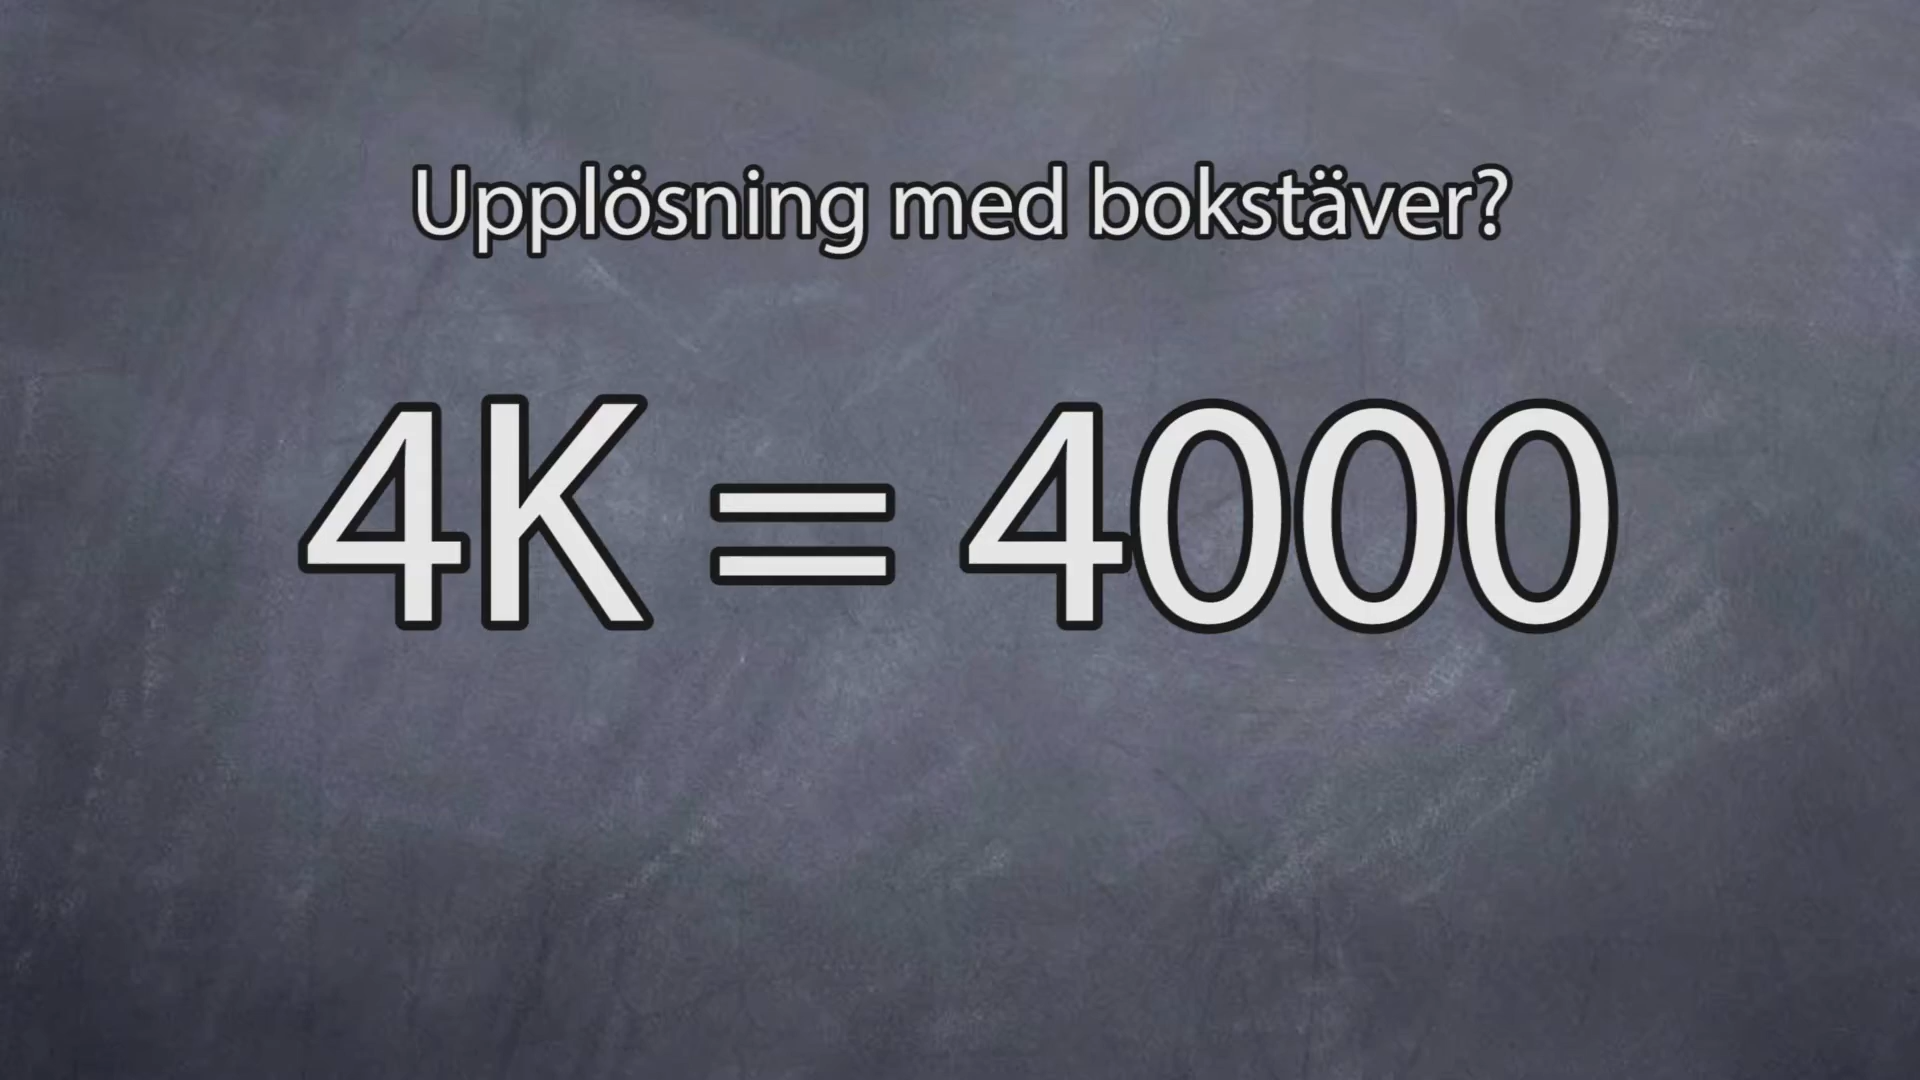 Upplösning med bokstäver?
4K = 4000